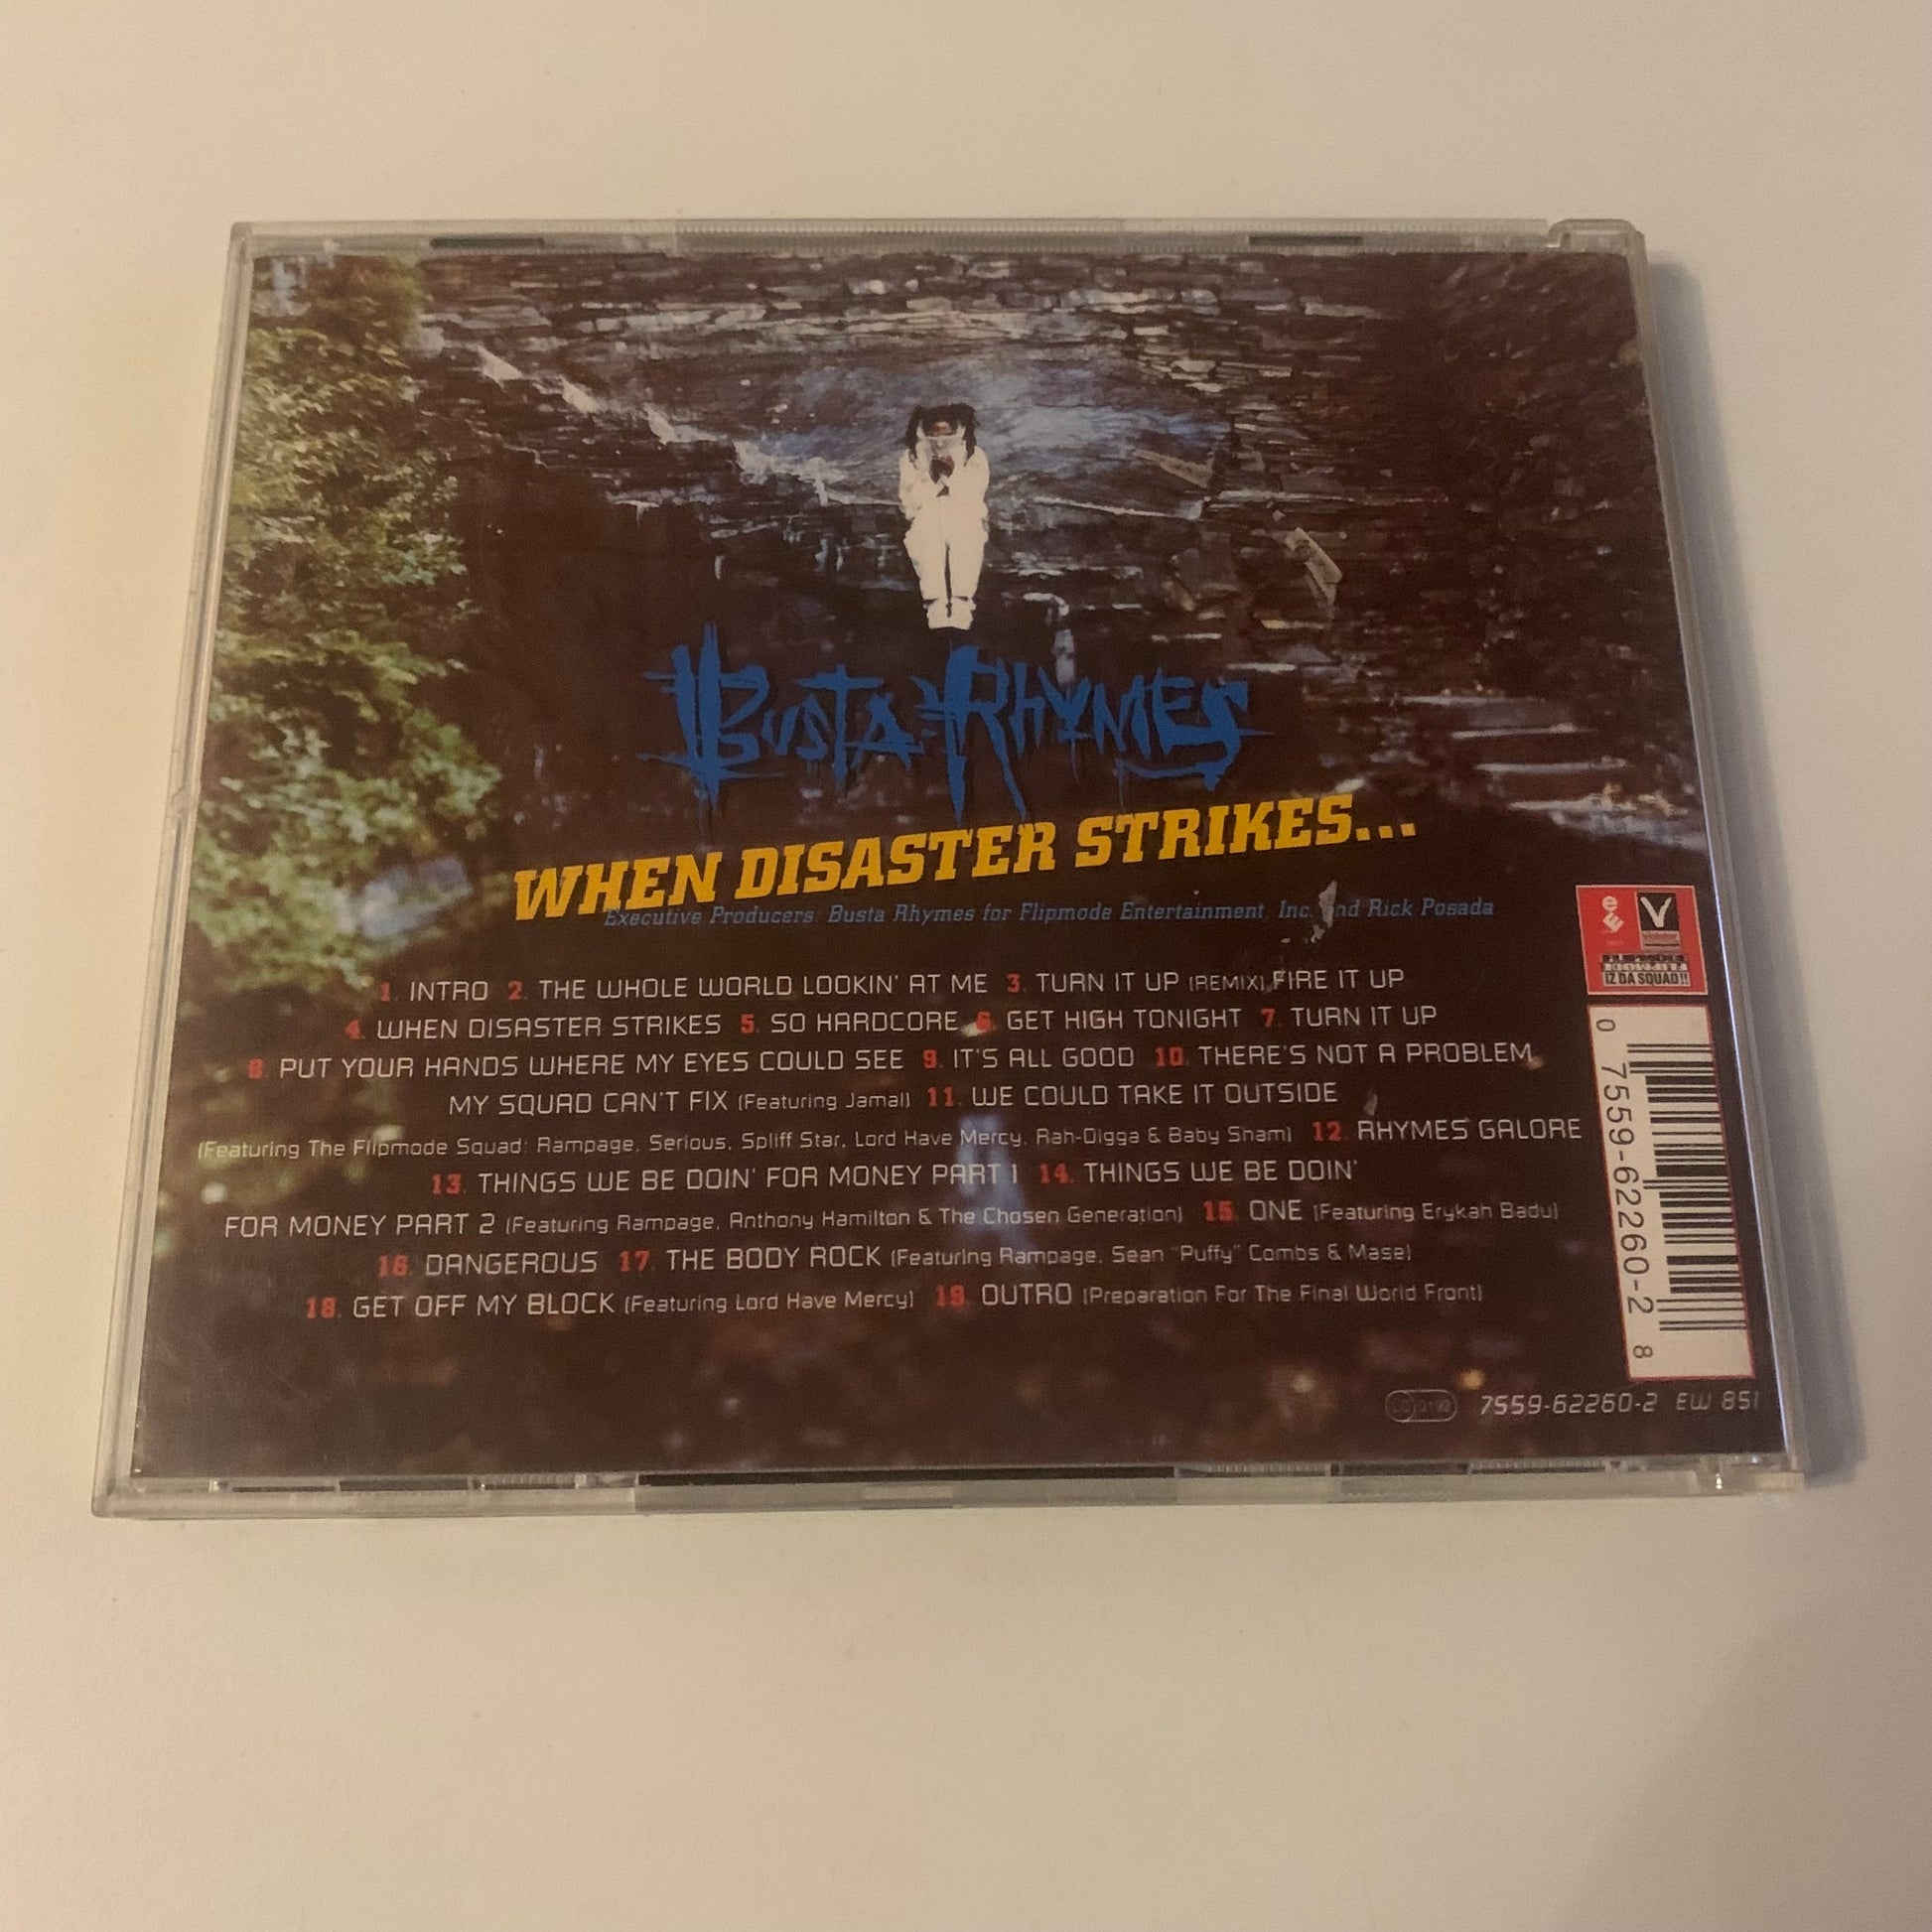 BUSTA RHYMES
WHEN DISASTER STRIKES...
Executive Producers: Busta Rhymes for Flipmode Entertainment, Inc. and Rick Posada
1. INTRO 2. THE WHOLE WORLD LOOKIN' AT ME 3. TURN IT UP (REMIX) FIRE IT UP
4. WHEN DISASTER STRIKES 5. SO HARDCORE 6. GET HIGH TONIGHT 7. TURN IT UP
8. PUT YOUR HANDS WHERE MY EYES COULD SEE 9. IT'S ALL GOOD 10. THERE'S NOT A PROBLEM
MY SQUAD CAN'T FIX (Featuring Jamal) 11. WE COULD TAKE IT OUTSIDE
(Featuring The Flipmode Squad: Rampage, Serious, Spliff Star, Lord Have Mercy, Rah-Digga & Baby Sham) 12. RHYMES GALORE
13. THINGS WE BE DOIN' FOR MONEY PART 1 14. THINGS WE BE DOIN'
FOR MONEY PART 2 (Featuring Rampage, Anthony Hamilton & The Chosen Generation) 15. ONE (Featuring Erykah Badu)
16. DANGEROUS 17. THE BODY ROCK (Featuring Rampage, Sean "Puffy" Combs & Mase)
18. GET OFF MY BLOCK (Featuring Lord Have Mercy) 19. OUTRO (Preparation For The Final World Front)
V
FLIPMODE
IZ DA SQUAD!!
0 7559-62260-2 8
LC 0192 7559-62260-2 EW 851